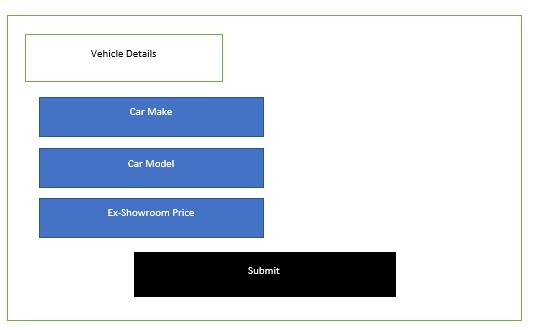 Vehicle Details
Car Make
Car Model
Ex-Showroom Price
Submit